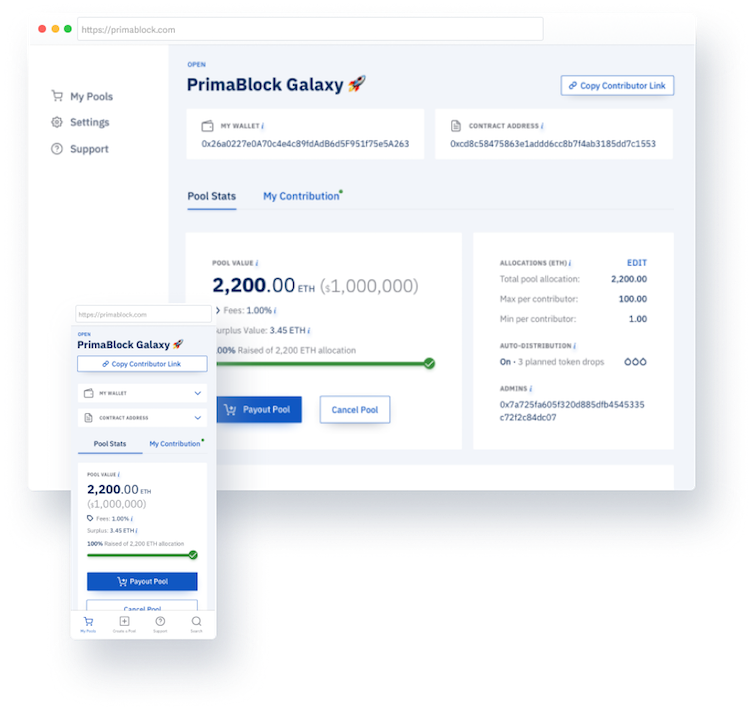 https://primablock.com
My Pools
Settings
Support
OPEN
PrimaBlock Galaxy 🚀
Copy Contributor Link
MY WALLET i
0x26a0227e0A70c4e4c89fdAdB6d5F951f75e5A263
CONTRACT ADDRESS i
0xcd8c58475863e1addd6cc8b7f4ab3185dd7c1553
Pool Stats
My Contribution
POOL VALUE i
2,200.00 ETH ($1,000,000)
Fees: 1.00% i
urplus Value: 3.45 ETH i
00% Raised of 2,200 ETH allocation
Payout Pool
Cancel Pool
ALLOCATIONS (ETH) i
EDIT
Total pool allocation: 2,200.00
Max per contributor: 100.00
Min per contributor: 1.00
AUTO-DISTRIBUTION i
On • 3 planned token drops
ADMINS i
0x7a725fa605f320d885dfb4545335
c72f2c84dc07
https://primablock.com
OPEN
PrimaBlock Galaxy 🚀
Copy Contributor Link
MY WALLET
CONTRACT ADDRESS
Pool Stats
My Contribution
POOL VALUE i
2,200.00 ETH
($1,000,000)
Fees: 1.00% i
Surplus: 3.45 ETH i
100% Raised of 2,200 ETH allocation
Payout Pool
Cancel Pool
My Pools
Create a Pool
Support
Search